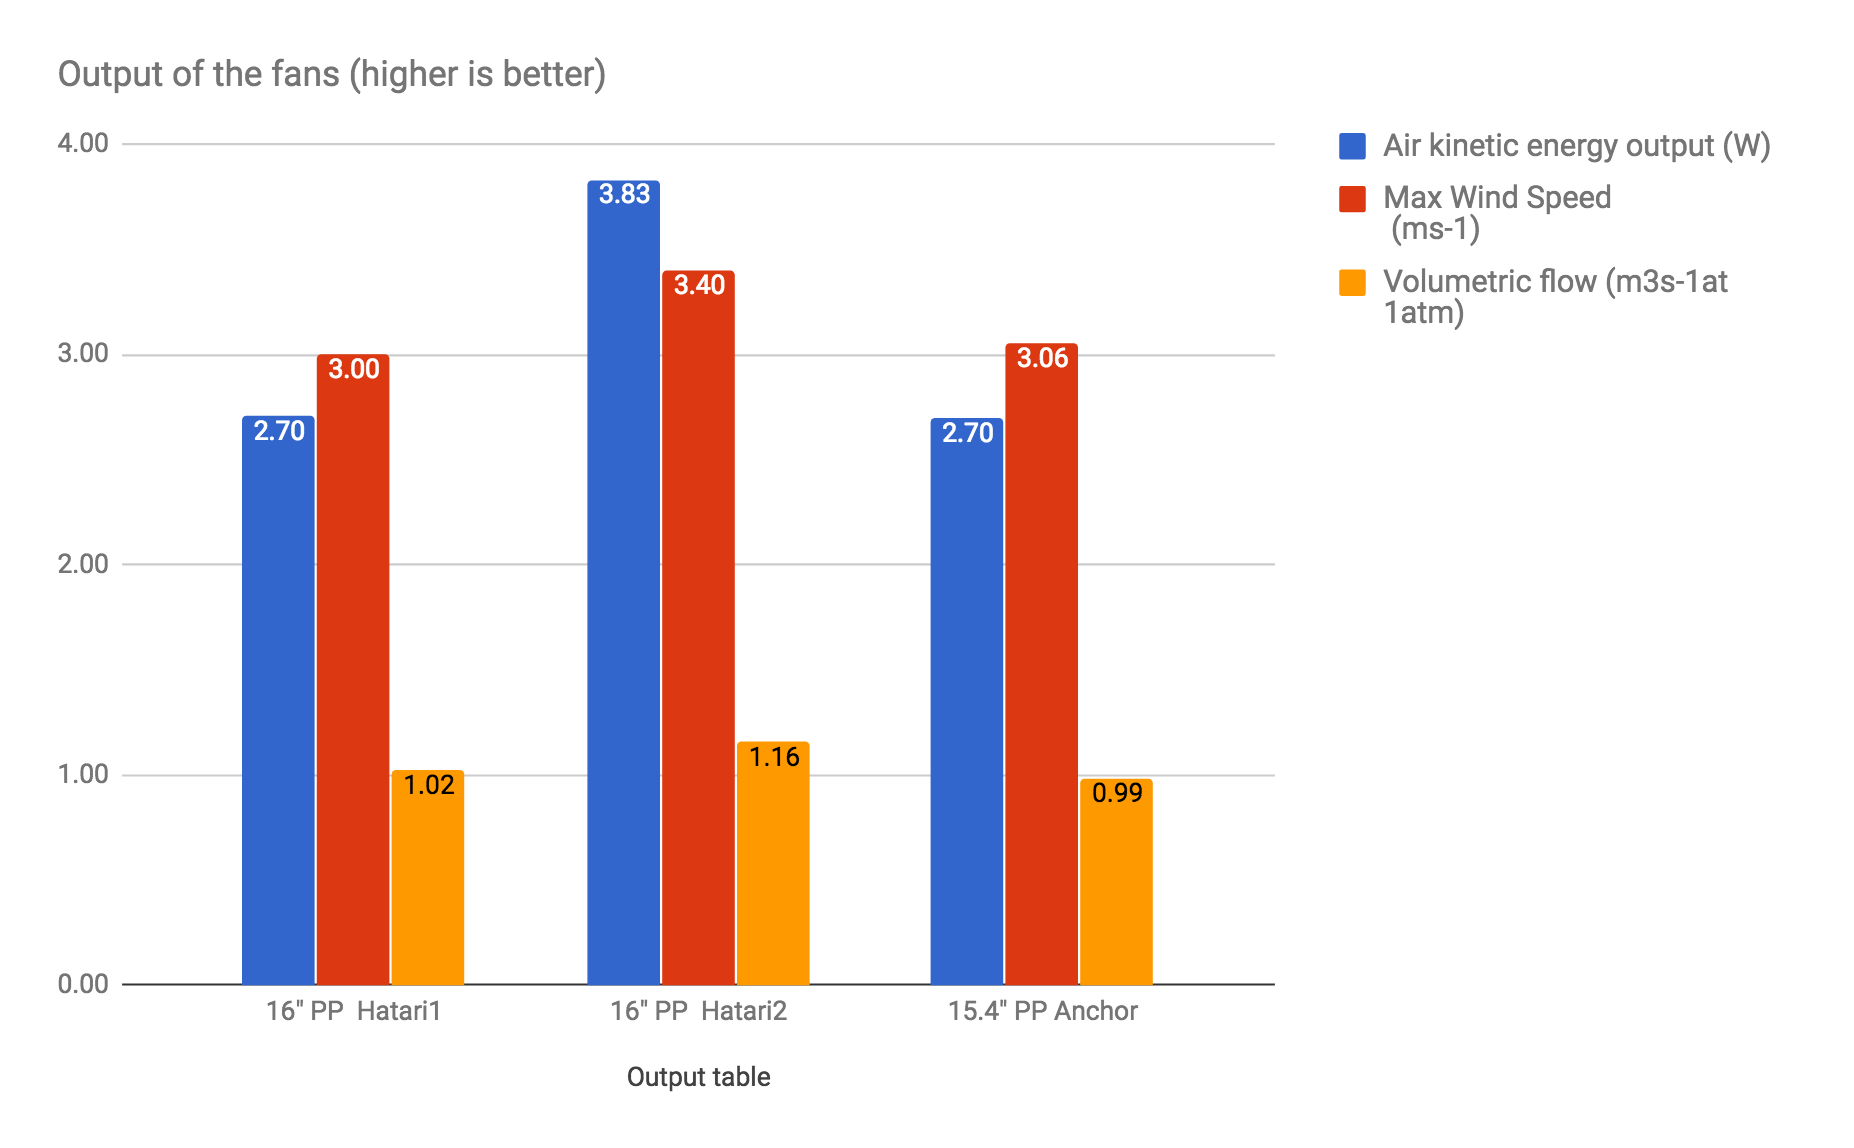 Output of the fans (higher is better)
4.00
3.00
2.00
1.00
0.00
Air kinetic energy output (W)
Max Wind Speed
(ms-1)
Volumetric flow (m3s-1at
1atm)
2.70
3.00
1.02
3.83
3.40
1.16
2.70
3.06
0.99
16" PP  Hatari1
16" PP  Hatari2
15.4" PP Anchor
Output table